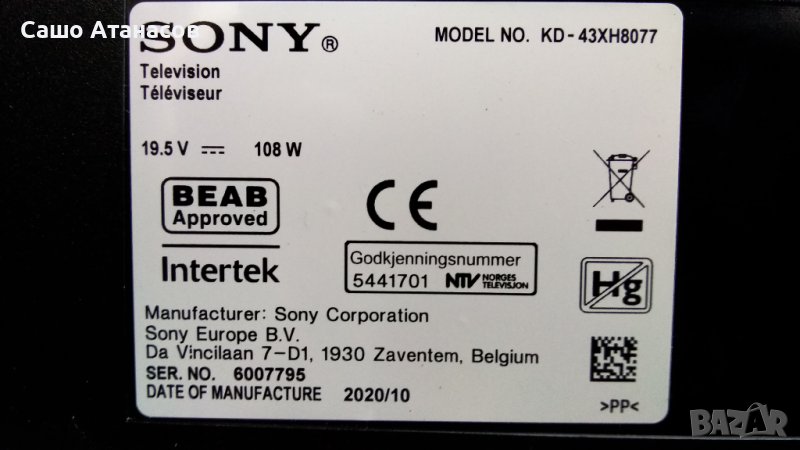 Сашо Атанасов
SONY®
MODEL NO. KD-43XH8077
Television
Téléviseur
19.5 V ⎓ 108 W
BEAB
Approved
CE
Intertek
Godkjenningsnummer
5441701 NTV NORGES
TELEVISJON
Hg
Manufacturer: Sony Corporation
Sony Europe B.V.
Da Vincilaan 7-D1, 1930 Zaventem, Belgium
SER. NO. 6007795
DATE OF MANUFACTURE 2020/10
>PP<
BAZAR